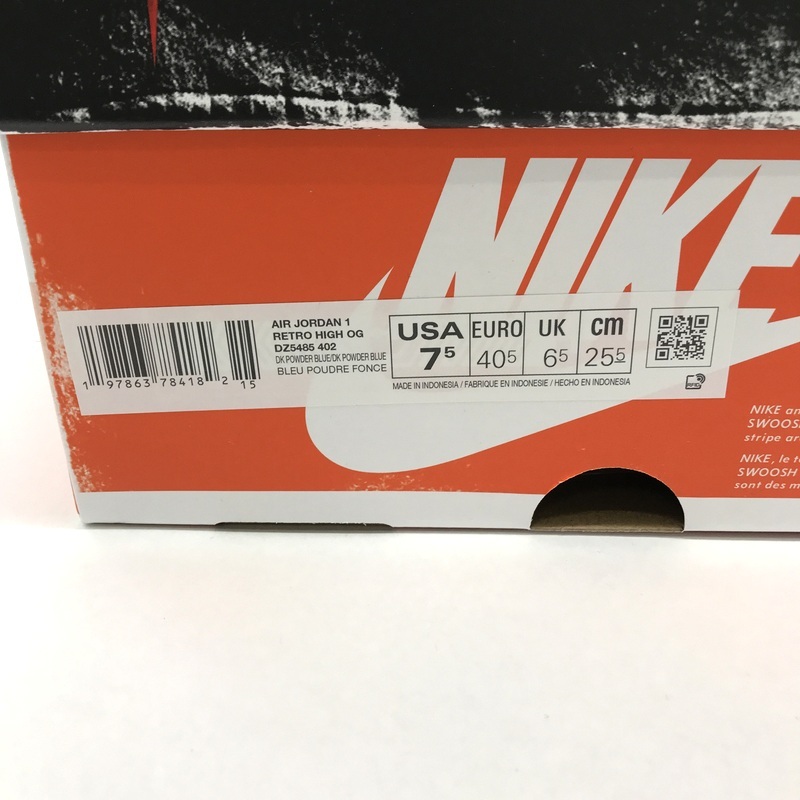 NIKE
AIR JORDAN 1
RETRO HIGH OG
DZ5485 402
DK POWDER BLUE/DK POWDER BLUE
BLEU POUDRE FONCE
1 97863 78418 2 15
USA EURO UK cm
7⁵ 40⁵ 6⁵ 25⁵
MADE IN INDONESIA / FABRIQUE EN INDONESIE / HECHO EN INDONESIA
RFID
NIKE
SWOOSH
stripe
NIKE, le
SWOOSH
sont des